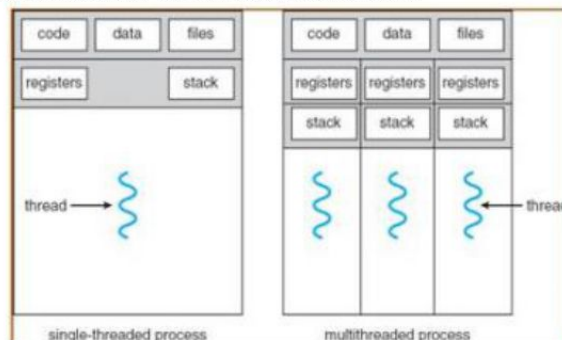 code data files code data files
registers stack registers registers registers
stack stack stack
thread thread
single-threaded process multithreaded process